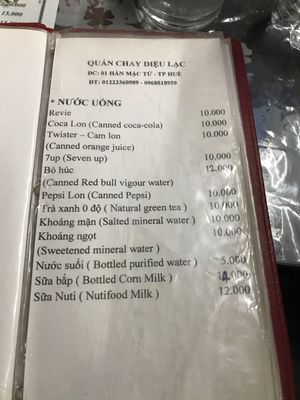 15.000
QUÁN CHAY DIỆU LẠC
ĐC: 01 HÀN MẶC TỬ - TP HUẾ
ĐT: 01223360989 - 0968818959
* NƯỚC UỐNG
Revie 10.000
Coca Lon (Canned coca-cola) 10.000
Twister – Cam lon 10.000
(Canned orange juice)
7up (Seven up) 10.000
Bò húc 12.000
(Canned Red bull vigour water)
Pepsi Lon (Canned Pepsi) 10.000
Trà xanh 0 độ ( Natural green tea ) 10.000
Khoáng mặn (Salted mineral water ) 10.000
Khoáng ngọt 10.000
(Sweetened mineral water )
Nước suối ( Bottled purified water ) 5.000
Sữa bắp ( Bottled Corn Milk ) 12.000
Sữa Nuti ( Nutifood Milk ) 12.000